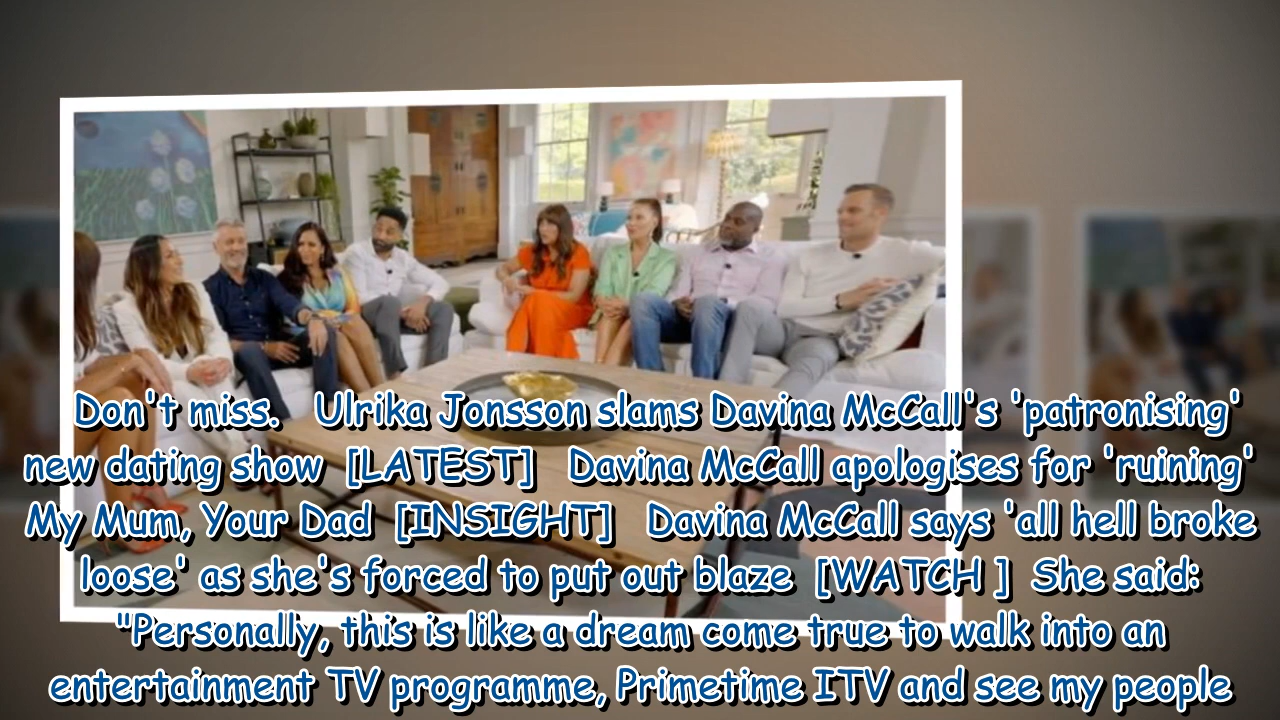 Don't miss.   Ulrika Jonsson slams Davina McCall's 'patronising'
new dating show  [LATEST]   Davina McCall apologises for 'ruining'
My Mum, Your Dad  [INSIGHT]   Davina McCall says 'all hell broke
loose' as she's forced to put out blaze  [WATCH ]  She said:
"Personally, this is like a dream come true to walk into an
entertainment TV programme, Primetime ITV and see my people